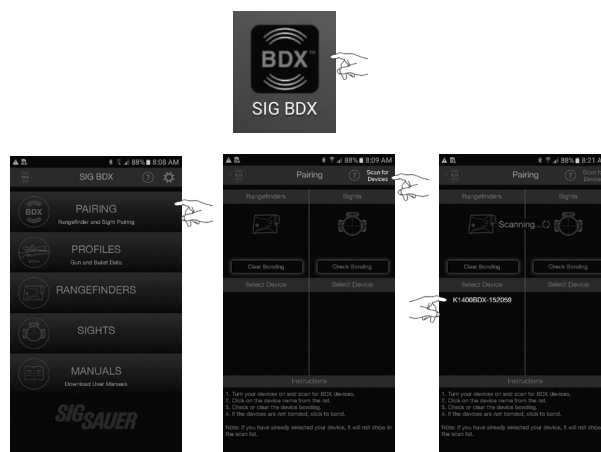 BDX™
SIG BDX
88% 8:08 AM
SIG BDX ?
BDX
PAIRING
Rangefinder and Sight Pairing
PROFILES
Gun and Bullet Data
RANGEFINDERS
SIGHTS
MANUALS
Download User Manuals
SIG SAUER
88% 8:09 AM
Pairing ? Scan for
Devices
Rangefinders Sights
Clear Bonding Check Bonding
Select Device Select Device
Instructions
1. Turn your devices on and scan for BDX devices.
2. Click on the device name from the list.
3. Check or clear the device bonding.
4. If the devices are not bonded, click to bond.
Note: If you have already selected your device, it will not show in
the scan list.
88% 8:21 A
Pairing ? Scan for
Devices
Rangefinders Sights
Scanning...
Clear Bonding Check Bonding
Select Device Select Device
K1400BDX-152059
Instructions
1. Turn your devices on and scan for BDX devices.
2. Click on the device name from the list.
3. Check or clear the device bonding.
4. If the devices are not bonded, click to bond.
Note: If you have already selected your device, it will not show
the scan list.